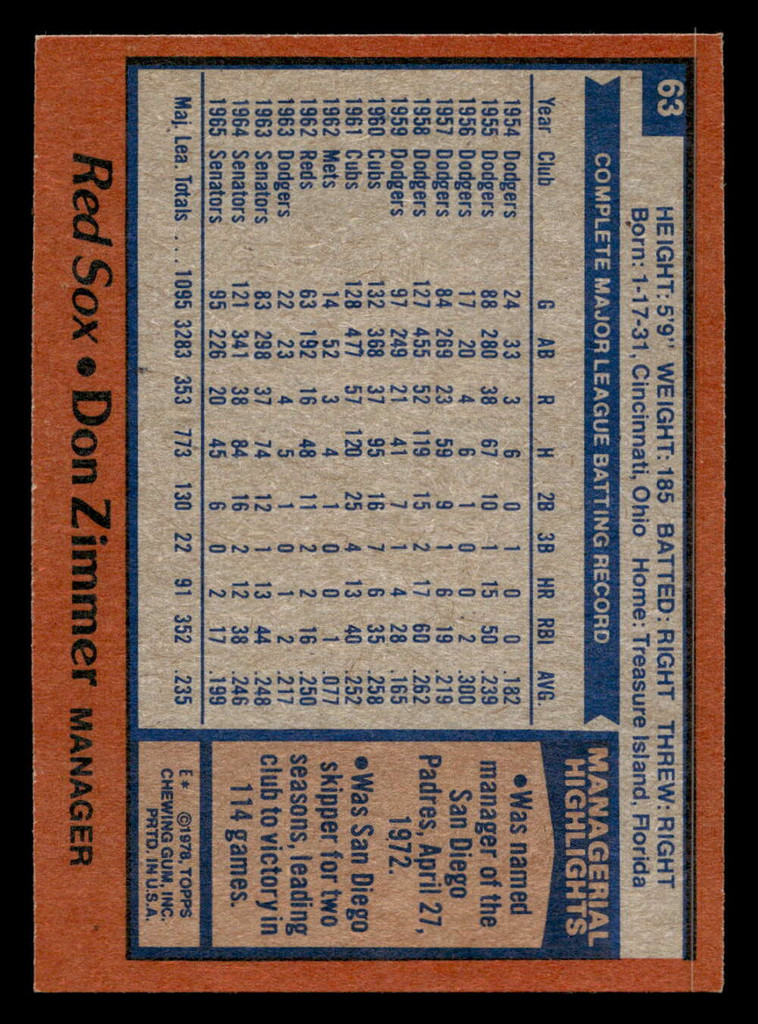 63
HEIGHT: 5'9" WEIGHT: 185 BATTED: RIGHT THREW: RIGHT
Born: 1-17-31, Cincinnati, Ohio Home: Treasure Island, Florida
COMPLETE MAJOR LEAGUE BATTING RECORD
Year Club G AB R H 2B 3B HR RBI AVG.
1954 Dodgers 24 33 3 6 0 1 0 0 .182
1955 Dodgers 88 280 38 67 10 1 15 50 .239
1956 Dodgers 17 20 4 6 1 0 0 2 .300
1957 Dodgers 84 269 23 59 9 1 6 19 .219
1958 Dodgers 127 455 52 119 15 2 17 60 .262
1959 Dodgers 97 249 21 41 7 1 4 28 .165
1960 Cubs 132 368 37 95 16 7 6 35 .258
1961 Cubs 128 477 57 120 25 4 13 40 .252
1962 Mets 14 52 3 4 1 0 0 1 .077
1962 Reds 63 192 16 48 11 2 2 16 .250
1963 Dodgers 22 23 4 5 1 0 1 2 .217
1963 Senators 83 298 37 74 12 1 13 44 .248
1964 Senators 121 341 38 84 16 2 12 38 .246
1965 Senators 95 226 20 45 6 0 2 17 .199
Maj. Lea. Totals ... 1095 3283 353 773 130 22 91 352 .235
MANAGERIAL
HIGHLIGHTS
•Was named
manager of the
San Diego
Padres, April 27,
1972.
•Was San Diego
skipper for two
seasons, leading
club to victory in
114 games.
E* ©1978, TOPPS
CHEWING GUM, INC.
PRTD. IN U.S.A.
Red Sox • Don Zimmer MANAGER